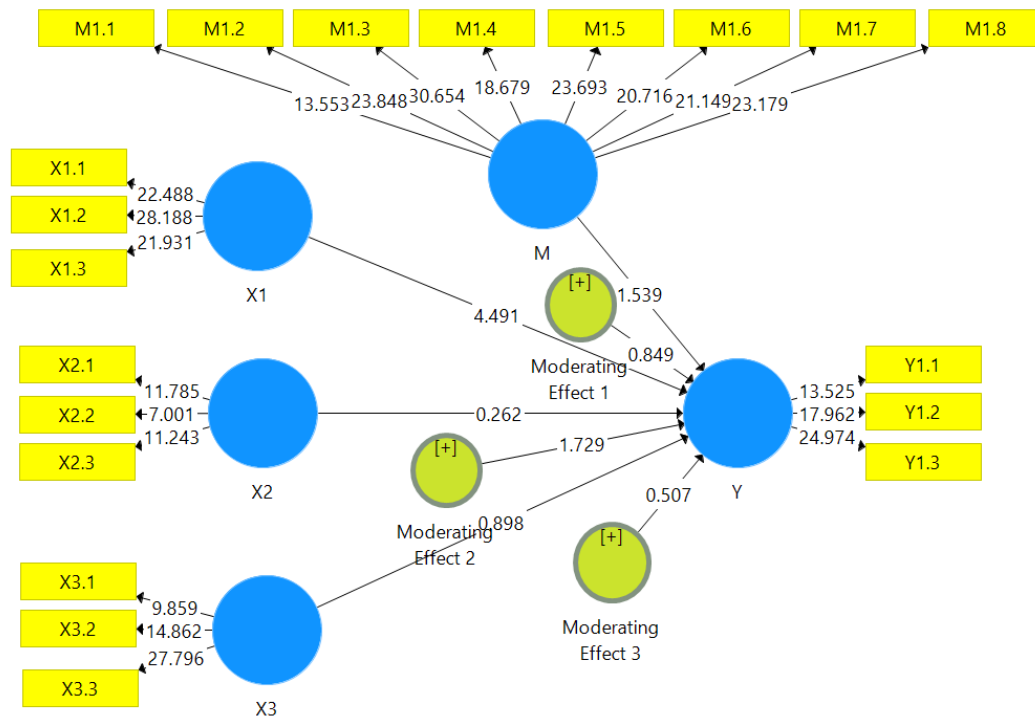 M1.1 M1.2 M1.3 M1.4 M1.5 M1.6 M1.7 M1.8
13.553 23.848 30.654 18.679 23.693 20.716 21.149 23.179
X1.1
X1.2
X1.3
22.488
28.188
21.931
X1
M
[+]
Moderating
Effect 1
1.539
4.491
0.849
X2.1
X2.2
X2.3
11.785
7.001
11.243
X2
0.262
[+]
Moderating
Effect 2
1.729
0.898
Y
13.525
17.962
24.974
Y1.1
Y1.2
Y1.3
0.507
[+]
Moderating
Effect 3
X3.1
X3.2
X3.3
9.859
14.862
27.796
X3